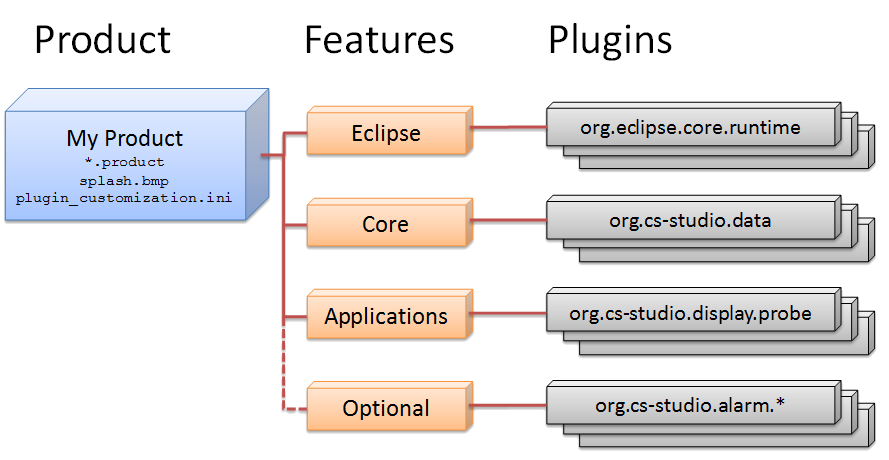 Product
Features
Plugins
My Product
*.product
splash.bmp
plugin_customization.ini
Eclipse
org.eclipse.core.runtime
Core
org.cs-studio.data
Applications
org.cs-studio.display.probe
Optional
org.cs-studio.alarm.*